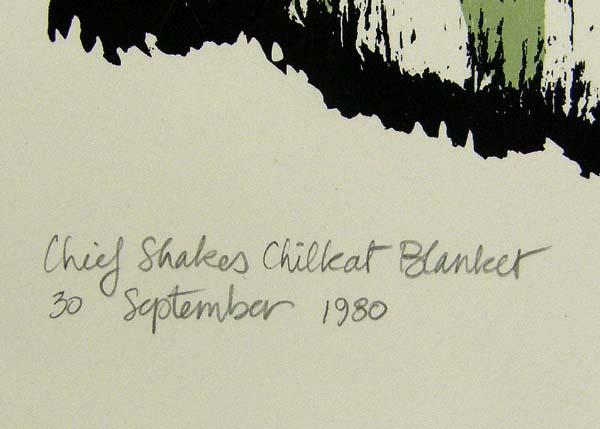 Chief Shakes Chilkat Blanket
30 September 1980